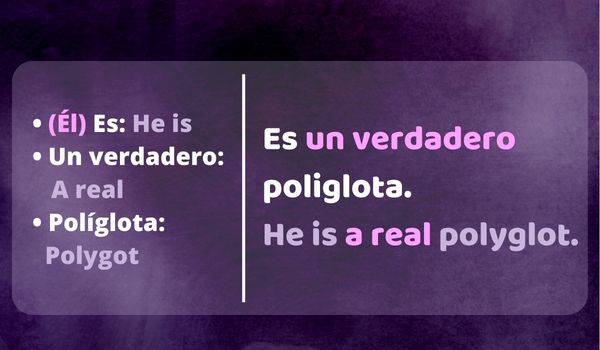 • (Él) Es: He is
• Un verdadero:
A real
• Políglota:
Polygot
Es un verdadero
poliglota.
He is a real polyglot.